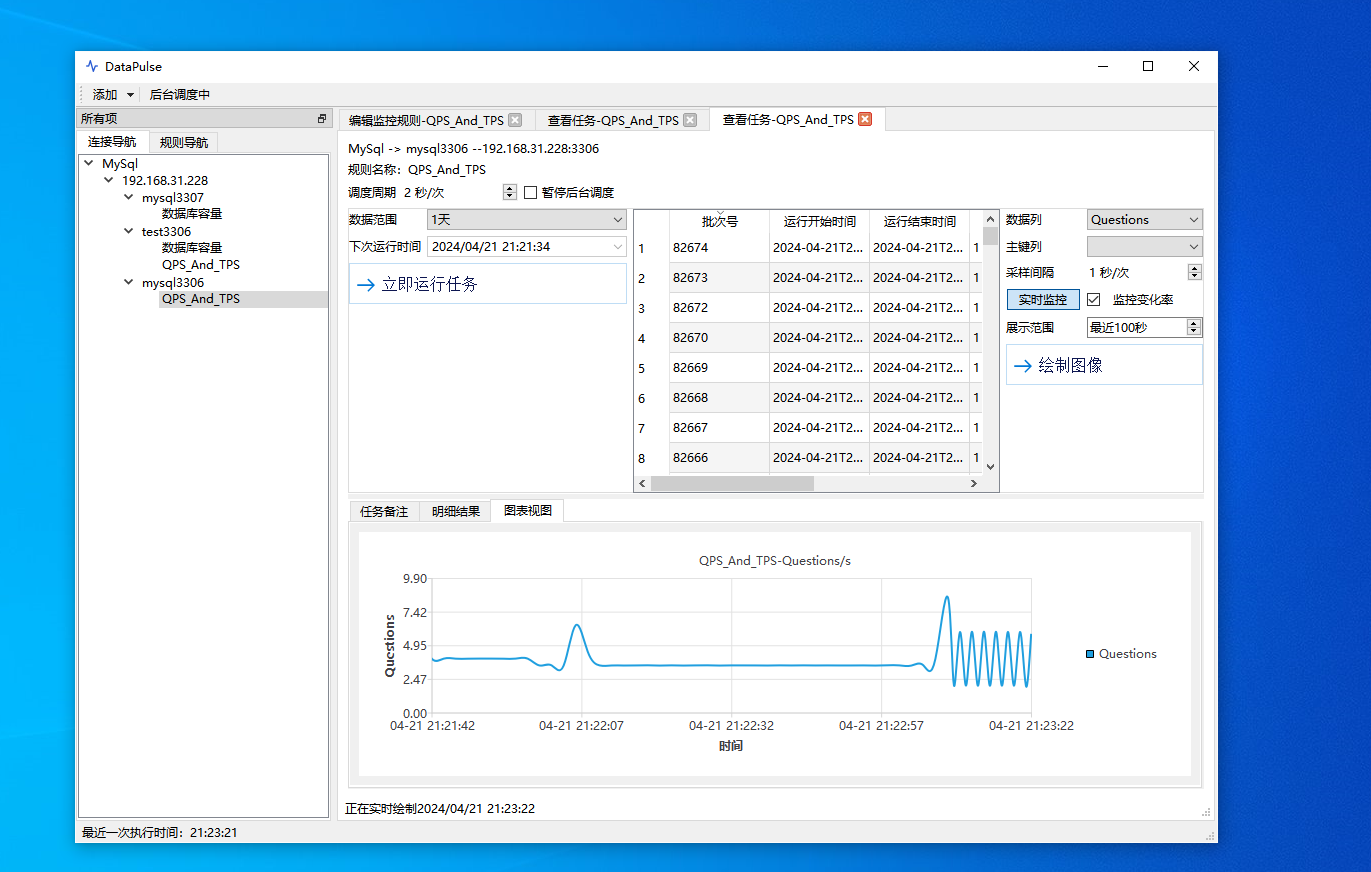 DataPulse
添加 后台调度中
所有项
连接导航 规则导航
MySql
192.168.31.228
mysql3307
数据库容量
test3306
数据库容量
QPS_And_TPS
mysql3306
QPS_And_TPS
编辑监控规则-QPS_And_TPS 查看任务-QPS_And_TPS 查看任务-QPS_And_TPS
MySql -> mysql3306 --192.168.31.228:3306
规则名称：QPS_And_TPS
调度周期 2 秒/次 暂停后台调度
数据范围 1天
下次运行时间 2024/04/21 21:21:34
立即运行任务
批次号 运行开始时间 运行结束时间
1 82674 2024-04-21T2... 2024-04-21T2... 1
2 82673 2024-04-21T2... 2024-04-21T2... 1
3 82672 2024-04-21T2... 2024-04-21T2... 1
4 82670 2024-04-21T2... 2024-04-21T2... 1
5 82669 2024-04-21T2... 2024-04-21T2... 1
6 82668 2024-04-21T2... 2024-04-21T2... 1
7 82667 2024-04-21T2... 2024-04-21T2... 1
8 82666 2024-04-21T2... 2024-04-21T2... 1
数据列 Questions
主键列
采样间隔 1 秒/次
实时监控 监控变化率
展示范围 最近100秒
绘制图像
任务备注 明细结果 图表视图
QPS_And_TPS-Questions/s
9.90
7.42
4.95
2.47
0.00
Questions
04-21 21:21:42 04-21 21:22:07 04-21 21:22:32 04-21 21:22:57 04-21 21:23:22
时间
Questions
正在实时绘制2024/04/21 21:23:22
最近一次执行时间：21:23:21